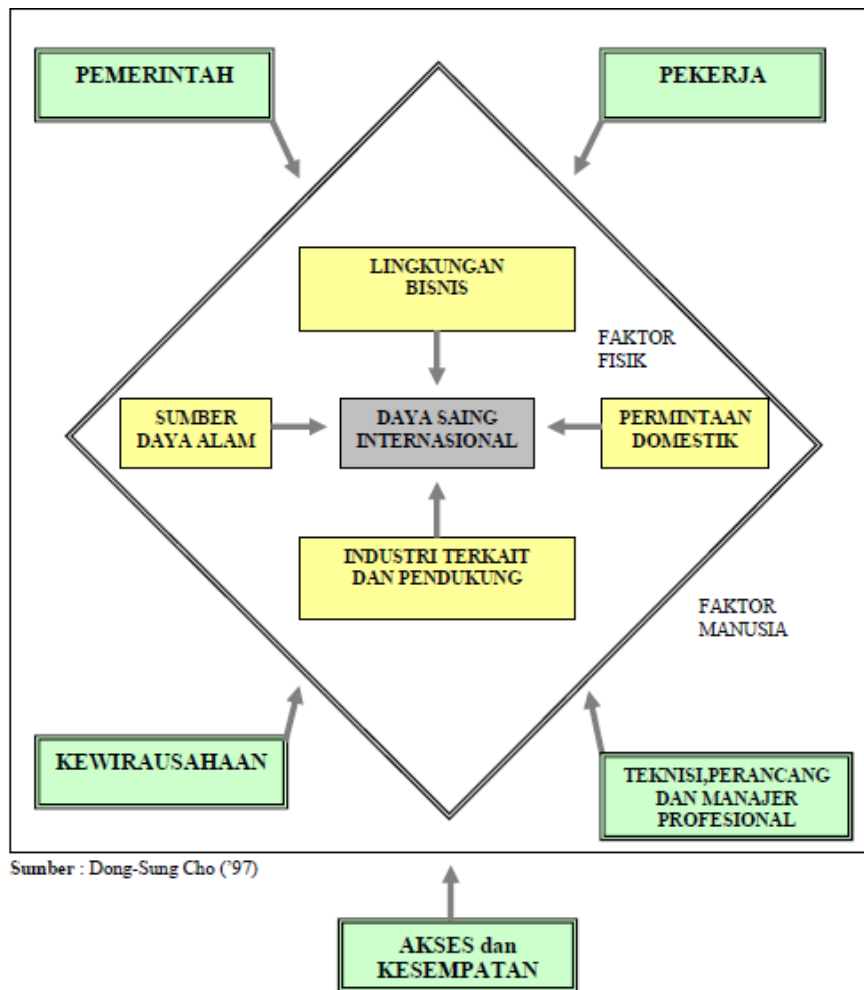 PEMERINTAH
PEKERJA
LINGKUNGAN
BISNIS
FAKTOR
FISIK
SUMBER
DAYA ALAM
DAYA SAING
INTERNASIONAL
PERMINTAAN
DOMESTIK
INDUSTRI TERKAIT
DAN PENDUKUNG
FAKTOR
MANUSIA
KEWIRAUSAHAAN
TEKNISI,PERANCANG
DAN MANAJER
PROFESIONAL
Sumber : Dong-Sung Cho ('97)
AKSES dan
KESEMPATAN